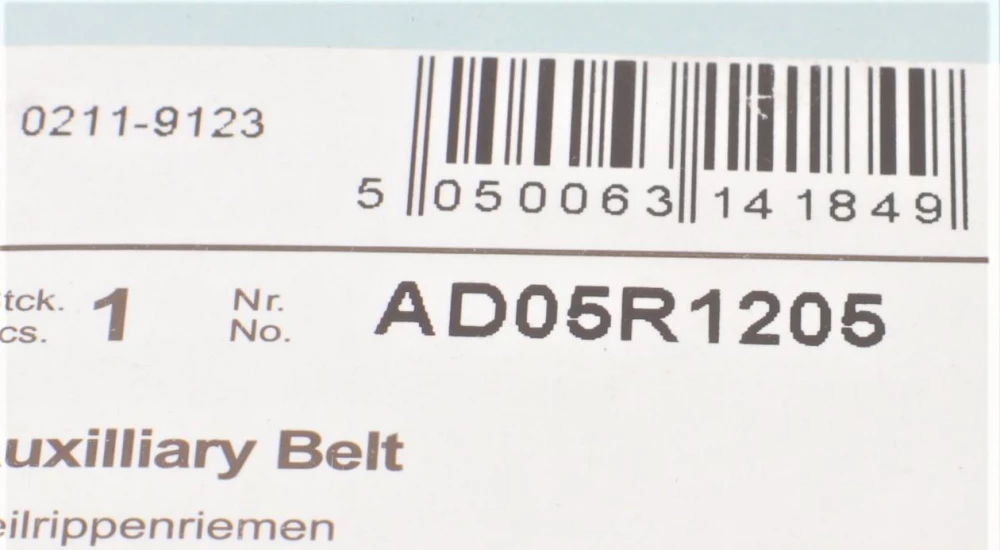 0211-9123
5 050063 141849
tck. 1 Nr. AD05R1205
cs. No.
uxilliary Belt
eilrippenriemen